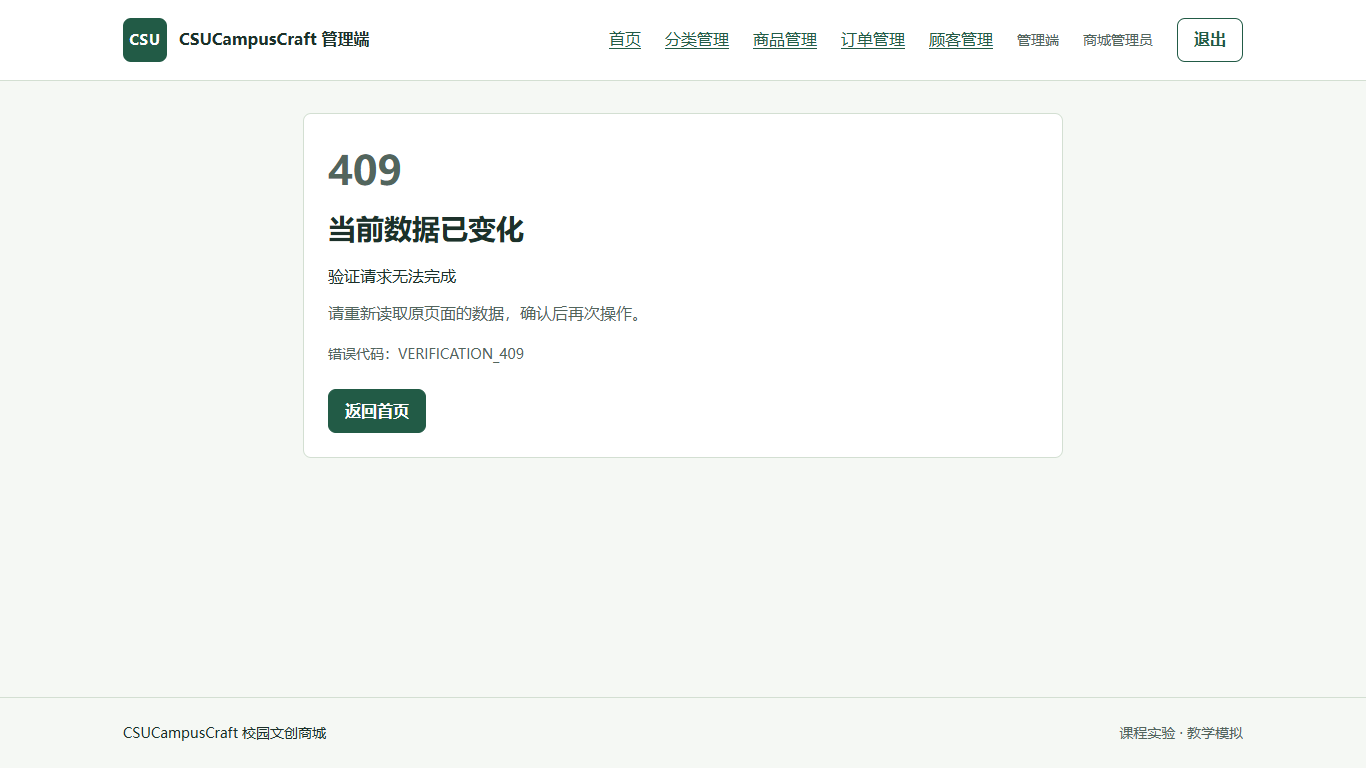 CSU CSUCampusCraft 管理端 首页 分类管理 商品管理 订单管理 顾客管理 管理端 商城管理员 退出
409
当前数据已变化
验证请求无法完成
请重新读取原页面的数据，确认后再次操作。
错误代码：VERIFICATION_409
返回首页
CSUCampusCraft 校园文创商城 课程实验 · 教学模拟